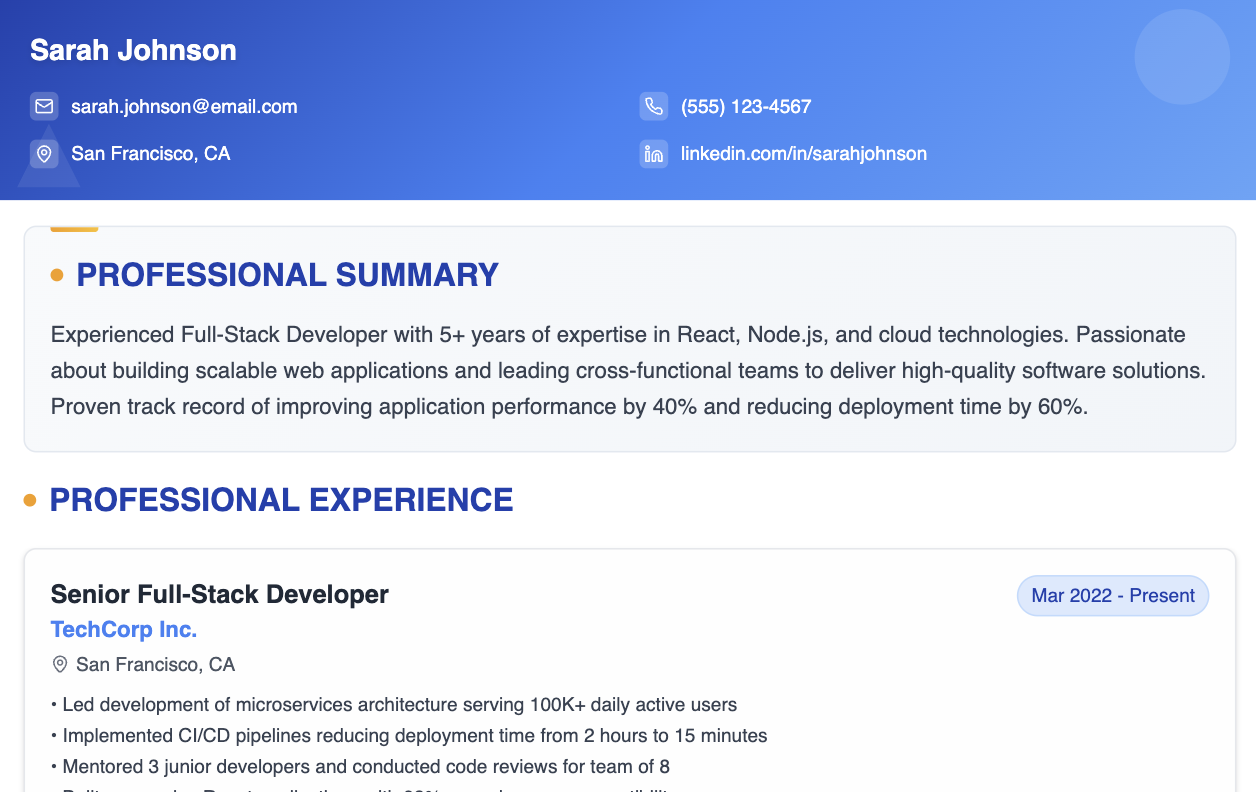 Sarah Johnson
sarah.johnson@email.com
(555) 123-4567
San Francisco, CA
linkedin.com/in/sarahjohnson
PROFESSIONAL SUMMARY
Experienced Full-Stack Developer with 5+ years of expertise in React, Node.js, and cloud technologies. Passionate
about building scalable web applications and leading cross-functional teams to deliver high-quality software solutions.
Proven track record of improving application performance by 40% and reducing deployment time by 60%.
PROFESSIONAL EXPERIENCE
Senior Full-Stack Developer
Mar 2022 - Present
TechCorp Inc.
San Francisco, CA
• Led development of microservices architecture serving 100K+ daily active users
• Implemented CI/CD pipelines reducing deployment time from 2 hours to 15 minutes
• Mentored 3 junior developers and conducted code reviews for team of 8